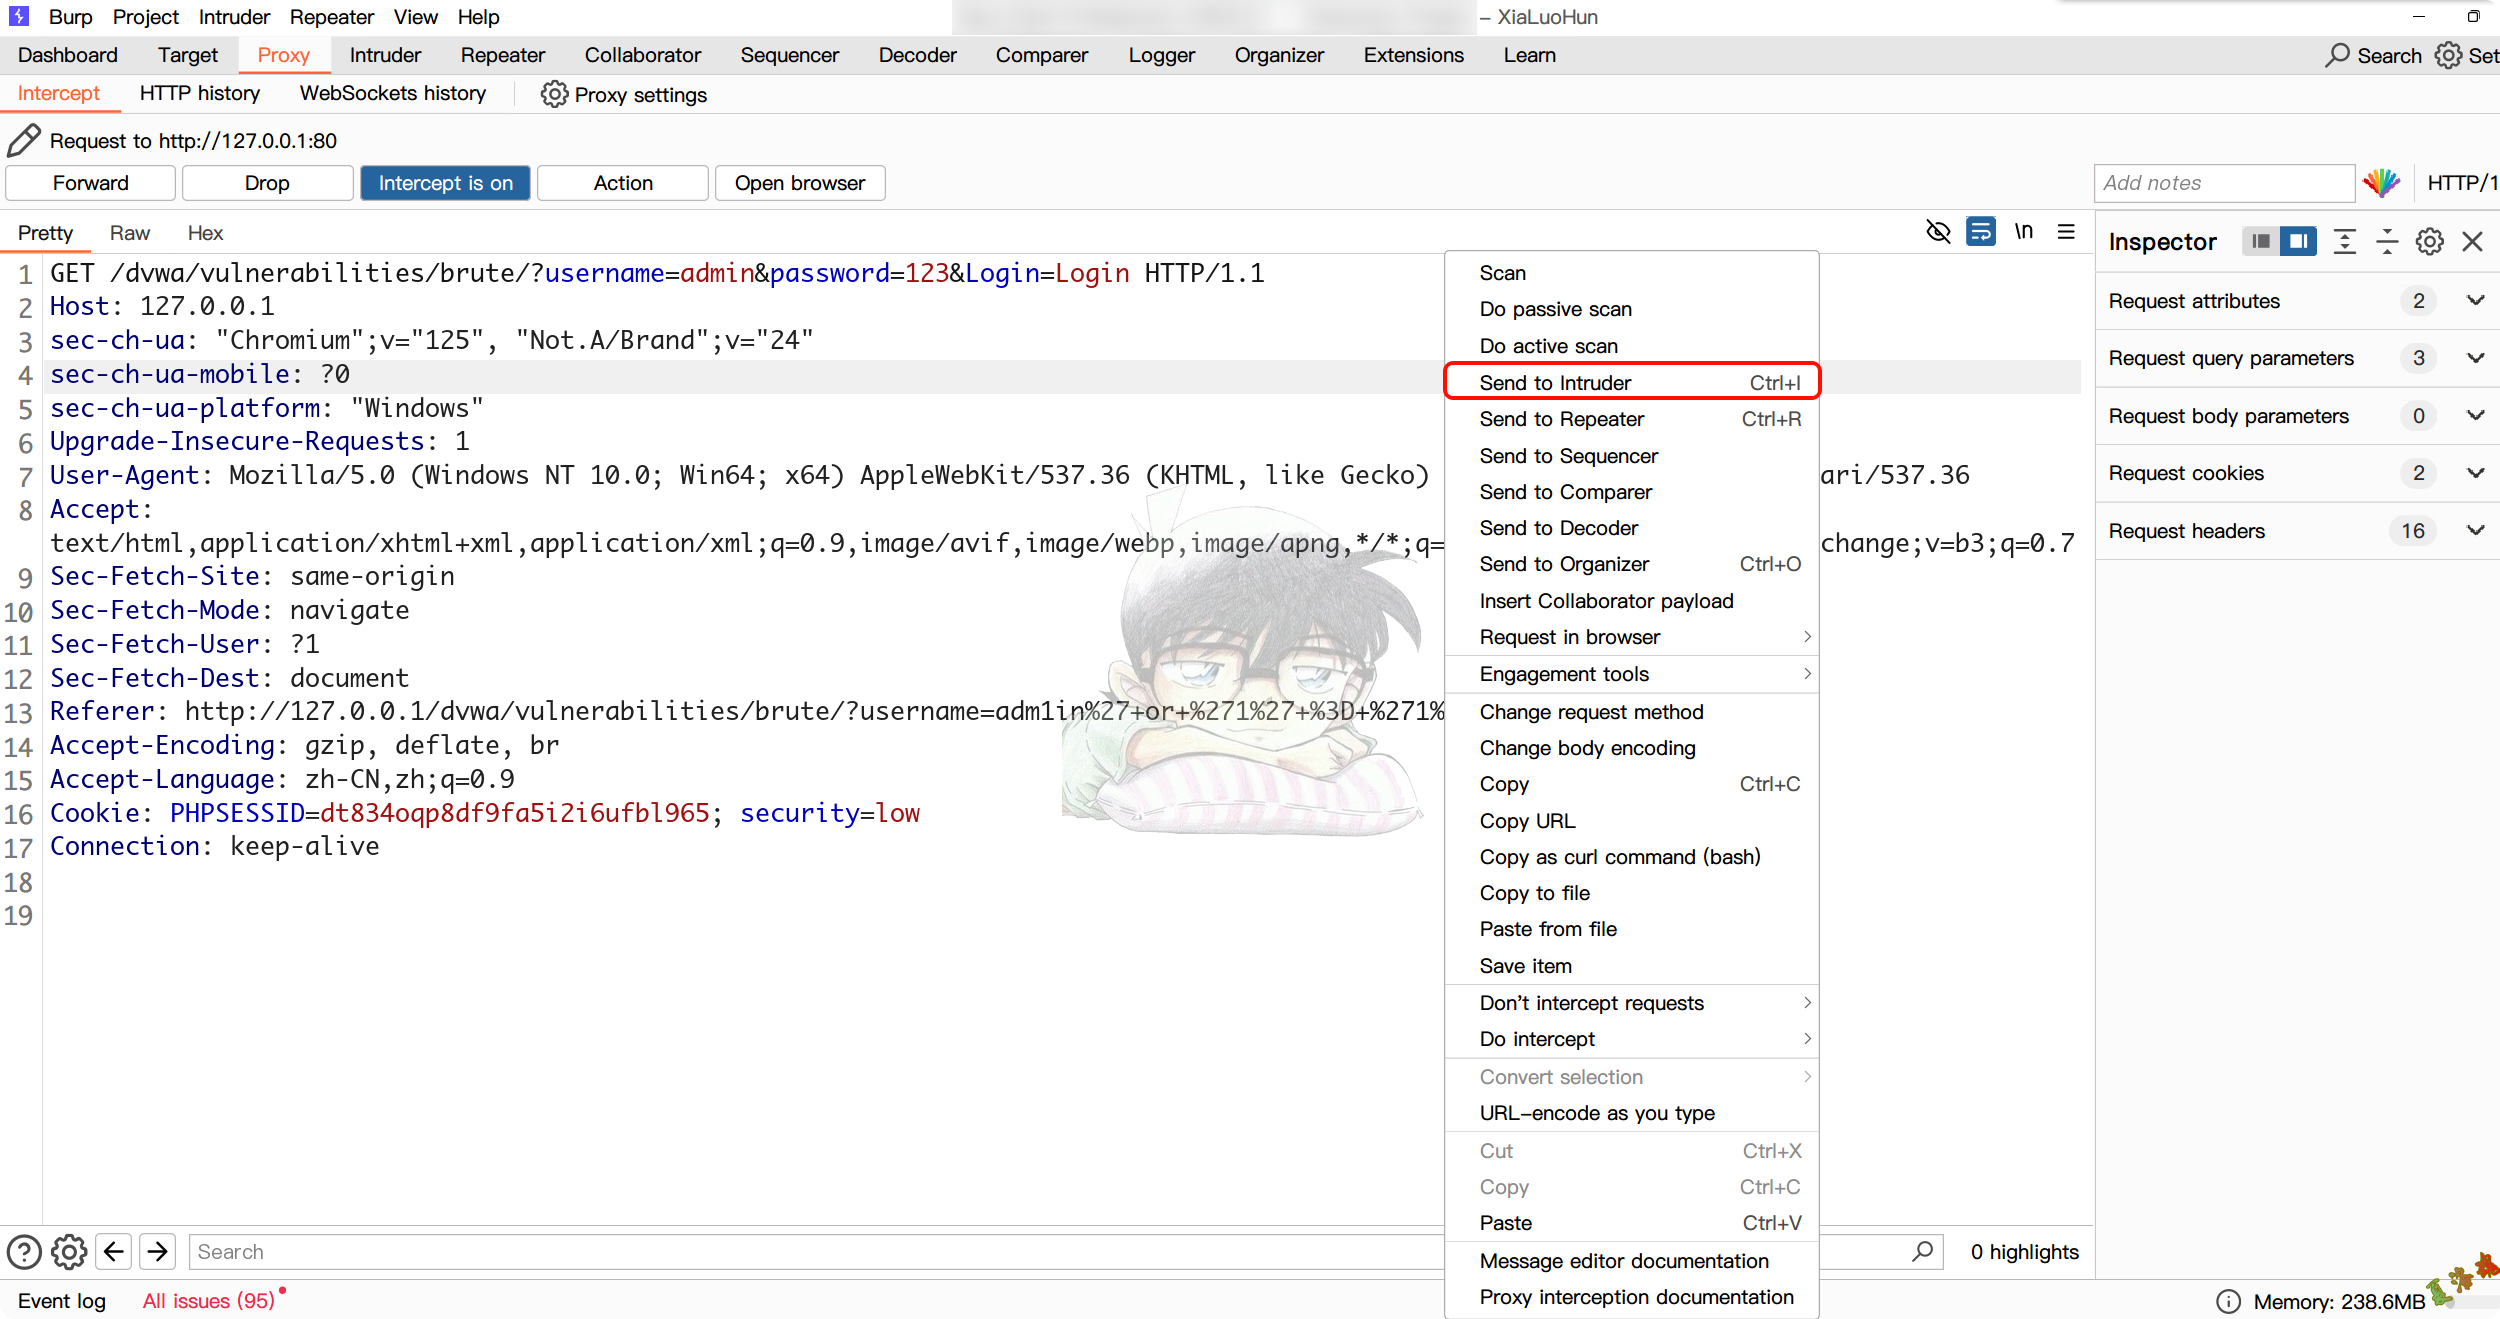 Burp Project Intruder Repeater View Help
– XiaLuoHun
Dashboard Target Proxy Intruder Repeater Collaborator Sequencer Decoder Comparer Logger Organizer Extensions Learn
Search Set
Intercept HTTP history WebSockets history Proxy settings
Request to http://127.0.0.1:80
Forward Drop Intercept is on Action Open browser
Add notes HTTP/1
Pretty Raw Hex
\n
1 GET /dvwa/vulnerabilities/brute/?username=admin&password=123&Login=Login HTTP/1.1
2 Host: 127.0.0.1
3 sec-ch-ua: "Chromium";v="125", "Not.A/Brand";v="24"
4 sec-ch-ua-mobile: ?0
5 sec-ch-ua-platform: "Windows"
6 Upgrade-Insecure-Requests: 1
7 User-Agent: Mozilla/5.0 (Windows NT 10.0; Win64; x64) AppleWebKit/537.36 (KHTML, like Gecko) ari/537.36
8 Accept:
text/html,application/xhtml+xml,application/xml;q=0.9,image/avif,image/webp,image/apng,*/*;q= change;v=b3;q=0.7
9 Sec-Fetch-Site: same-origin
10 Sec-Fetch-Mode: navigate
11 Sec-Fetch-User: ?1
12 Sec-Fetch-Dest: document
13 Referer: http://127.0.0.1/dvwa/vulnerabilities/brute/?username=adm1in%27+or+%271%27+%3D+%271%
14 Accept-Encoding: gzip, deflate, br
15 Accept-Language: zh-CN,zh;q=0.9
16 Cookie: PHPSESSID=dt834oqp8df9fa5i2i6ufbl965; security=low
17 Connection: keep-alive
18
19
Scan
Do passive scan
Do active scan
Send to Intruder Ctrl+I
Send to Repeater Ctrl+R
Send to Sequencer
Send to Comparer
Send to Decoder
Send to Organizer Ctrl+O
Insert Collaborator payload
Request in browser
Engagement tools
Change request method
Change body encoding
Copy Ctrl+C
Copy URL
Copy as curl command (bash)
Copy to file
Paste from file
Save item
Don't intercept requests
Do intercept
Convert selection
URL-encode as you type
Cut Ctrl+X
Copy Ctrl+C
Paste Ctrl+V
Message editor documentation
Proxy interception documentation
Inspector
Request attributes 2
Request query parameters 3
Request body parameters 0
Request cookies 2
Request headers 16
Search
0 highlights
Event log All issues (95)
Memory: 238.6MB